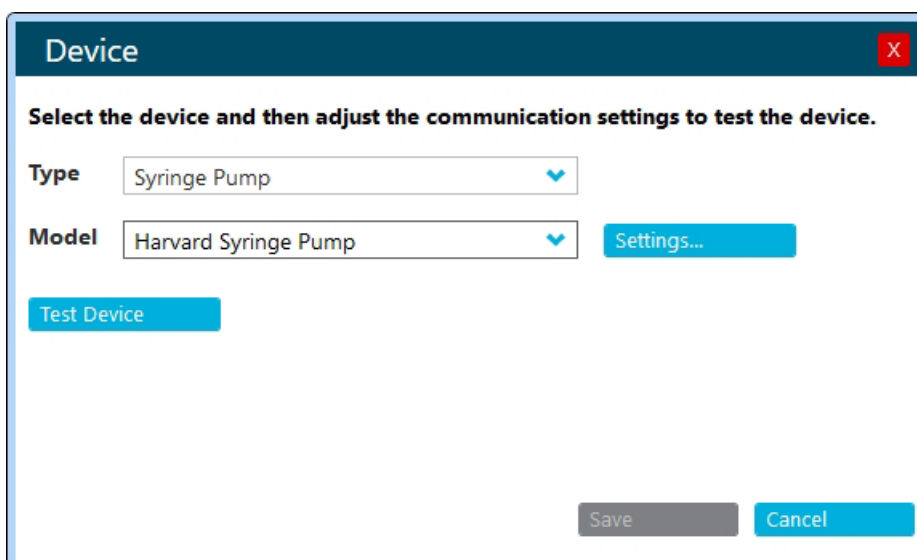 Device
X
Select the device and then adjust the communication settings to test the device.
Type
Syringe Pump
Model
Harvard Syringe Pump
Settings...
Test Device
Save
Cancel